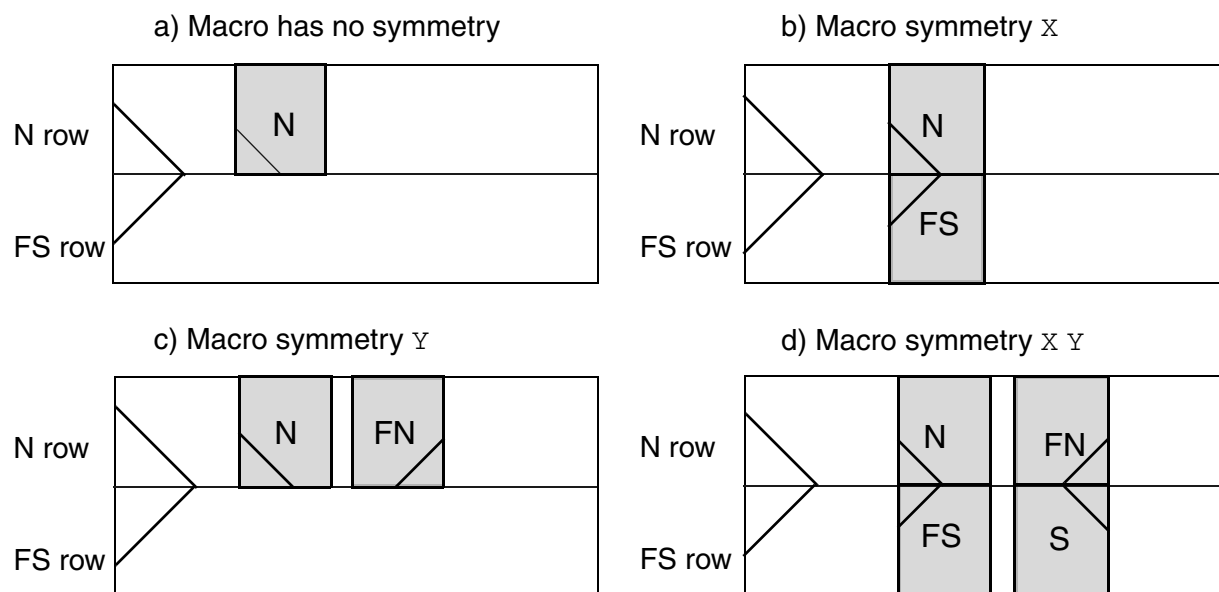 a) Macro has no symmetry
N row
N
FS row
b) Macro symmetry X
N row
N
FS row
FS
c) Macro symmetry Y
N row
N FN
FS row
d) Macro symmetry X Y
N row
N FN
FS row
FS S